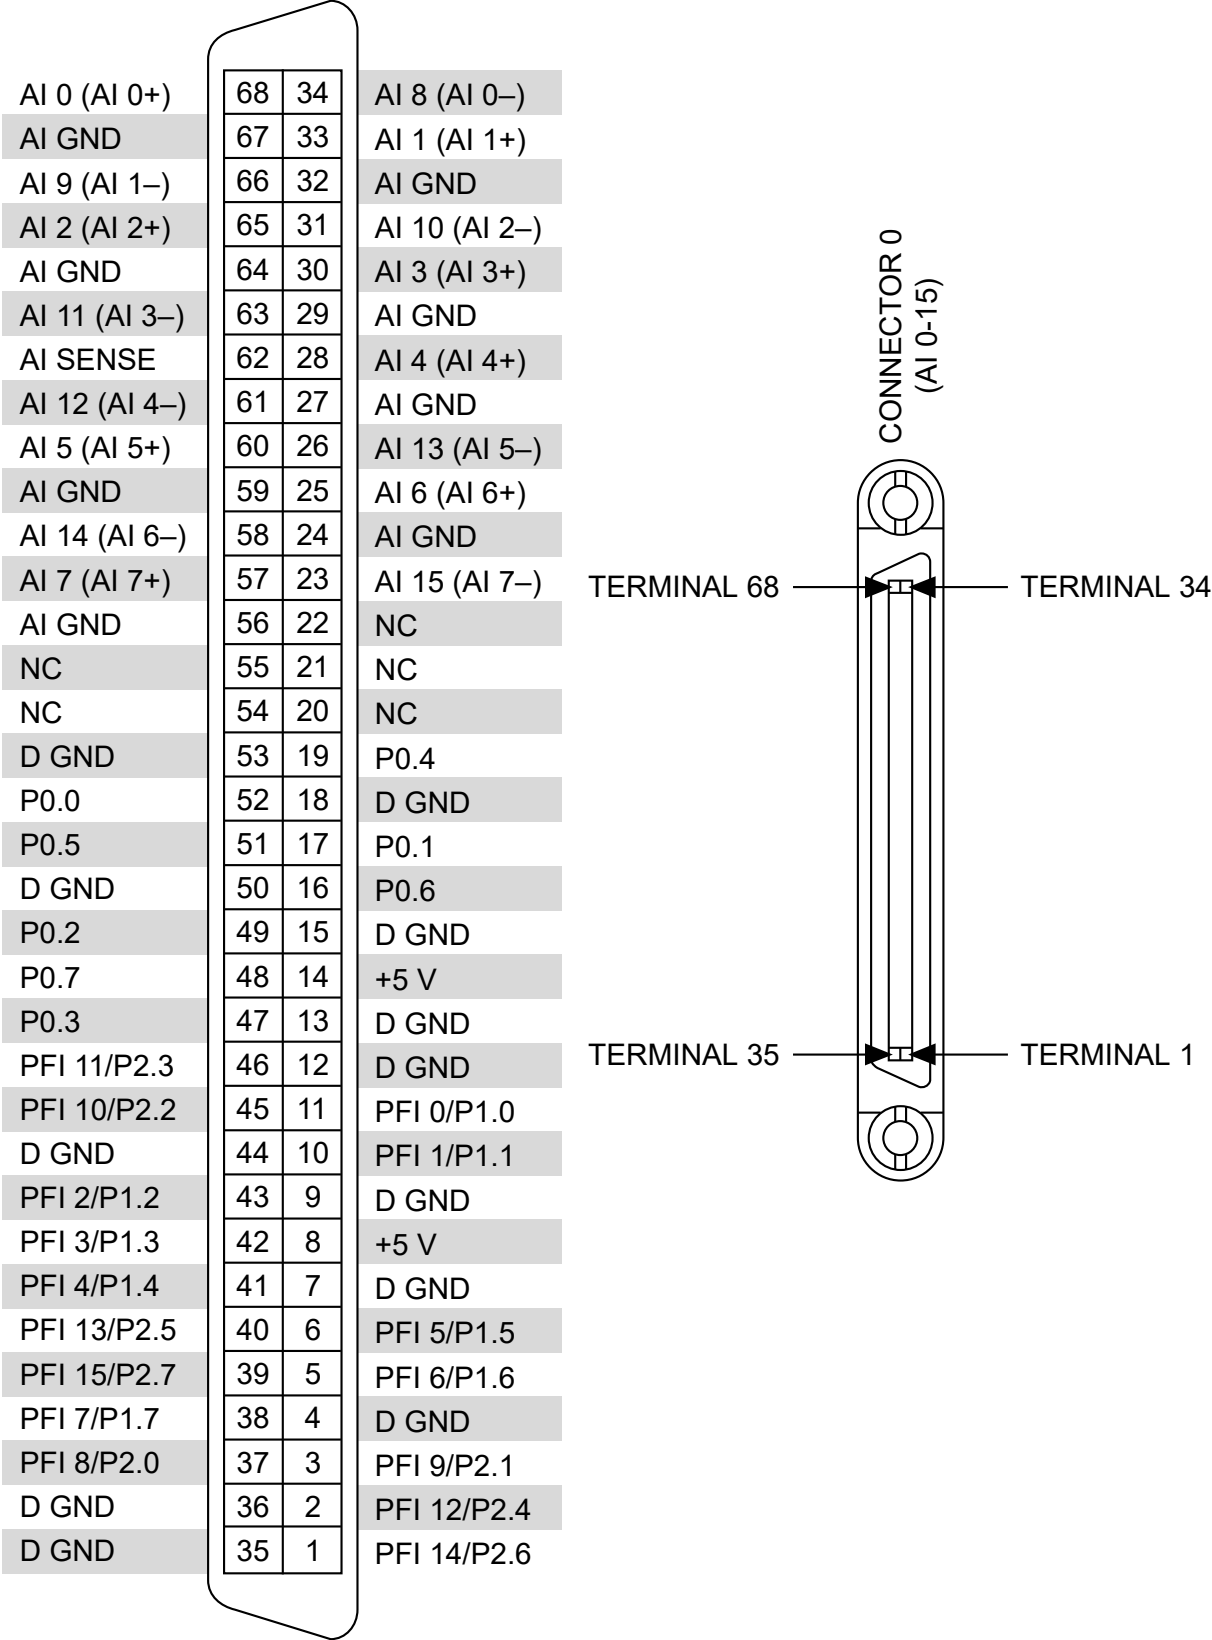 AI 0 (AI 0+) 68 34 AI 8 (AI 0–)
AI GND 67 33 AI 1 (AI 1+)
AI 9 (AI 1–) 66 32 AI GND
AI 2 (AI 2+) 65 31 AI 10 (AI 2–)
AI GND 64 30 AI 3 (AI 3+)
AI 11 (AI 3–) 63 29 AI GND
AI SENSE 62 28 AI 4 (AI 4+)
AI 12 (AI 4–) 61 27 AI GND
AI 5 (AI 5+) 60 26 AI 13 (AI 5–)
AI GND 59 25 AI 6 (AI 6+)
AI 14 (AI 6–) 58 24 AI GND
AI 7 (AI 7+) 57 23 AI 15 (AI 7–)
AI GND 56 22 NC
NC 55 21 NC
NC 54 20 NC
D GND 53 19 P0.4
P0.0 52 18 D GND
P0.5 51 17 P0.1
D GND 50 16 P0.6
P0.2 49 15 D GND
P0.7 48 14 +5 V
P0.3 47 13 D GND
PFI 11/P2.3 46 12 D GND
PFI 10/P2.2 45 11 PFI 0/P1.0
D GND 44 10 PFI 1/P1.1
PFI 2/P1.2 43 9 D GND
PFI 3/P1.3 42 8 +5 V
PFI 4/P1.4 41 7 D GND
PFI 13/P2.5 40 6 PFI 5/P1.5
PFI 15/P2.7 39 5 PFI 6/P1.6
PFI 7/P1.7 38 4 D GND
PFI 8/P2.0 37 3 PFI 9/P2.1
D GND 36 2 PFI 12/P2.4
D GND 35 1 PFI 14/P2.6
CONNECTOR 0
(AI 0-15)
TERMINAL 68
TERMINAL 34
TERMINAL 35
TERMINAL 1